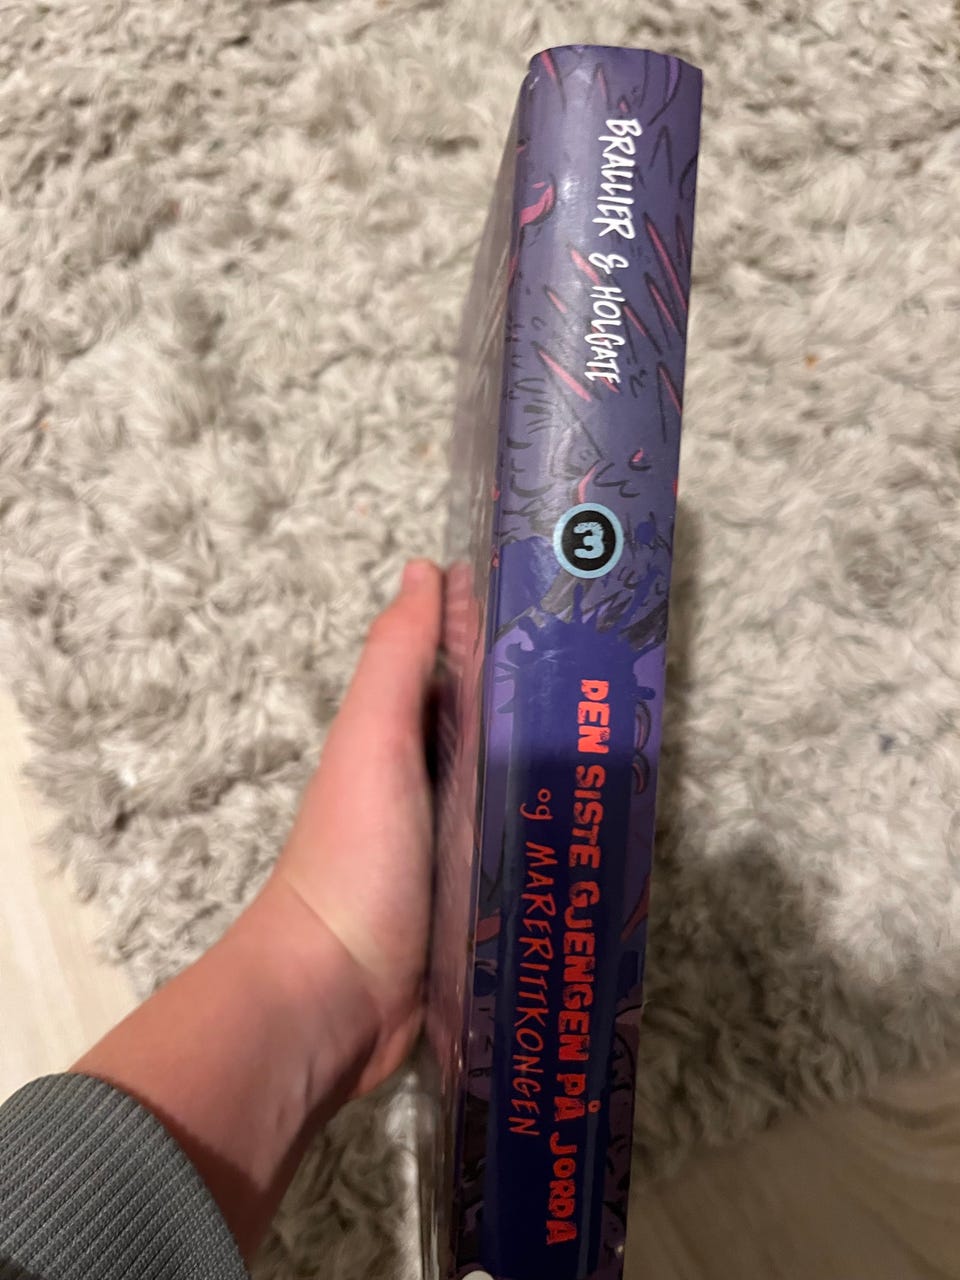 BRALLIER & HOLGATE
3
DEN SISTE GJENGEN PÅ JORDA
og MARERITTKONGEN